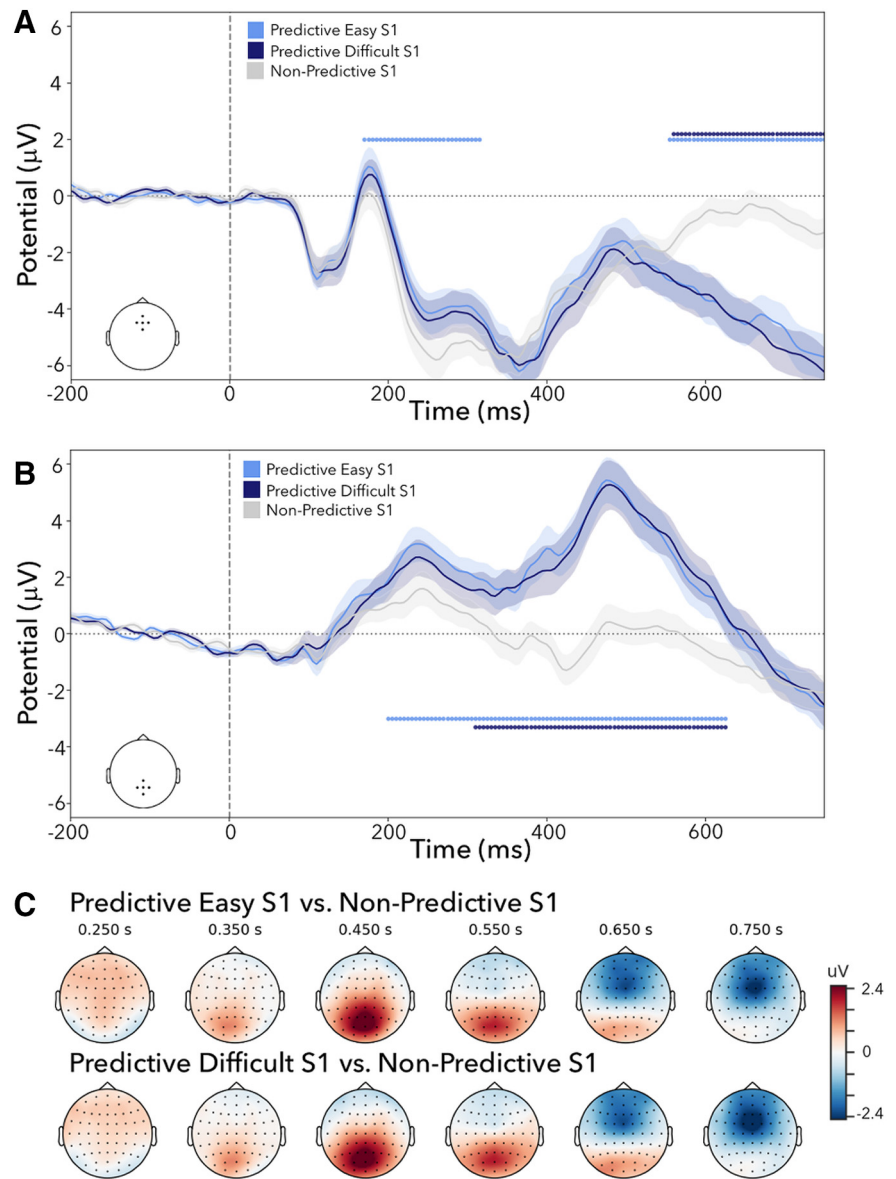 A
Predictive Easy S1
Predictive Difficult S1
Non-Predictive S1
6
4
2
0
-2
-4
-6
Potential (μV)
-200 0 200 400 600
Time (ms)
B
Predictive Easy S1
Predictive Difficult S1
Non-Predictive S1
6
4
2
0
-2
-4
-6
Potential (μV)
-200 0 200 400 600
Time (ms)
C
Predictive Easy S1 vs. Non-Predictive S1
0.250 s 0.350 s 0.450 s 0.550 s 0.650 s 0.750 s
uV
2.4
0
-2.4
Predictive Difficult S1 vs. Non-Predictive S1